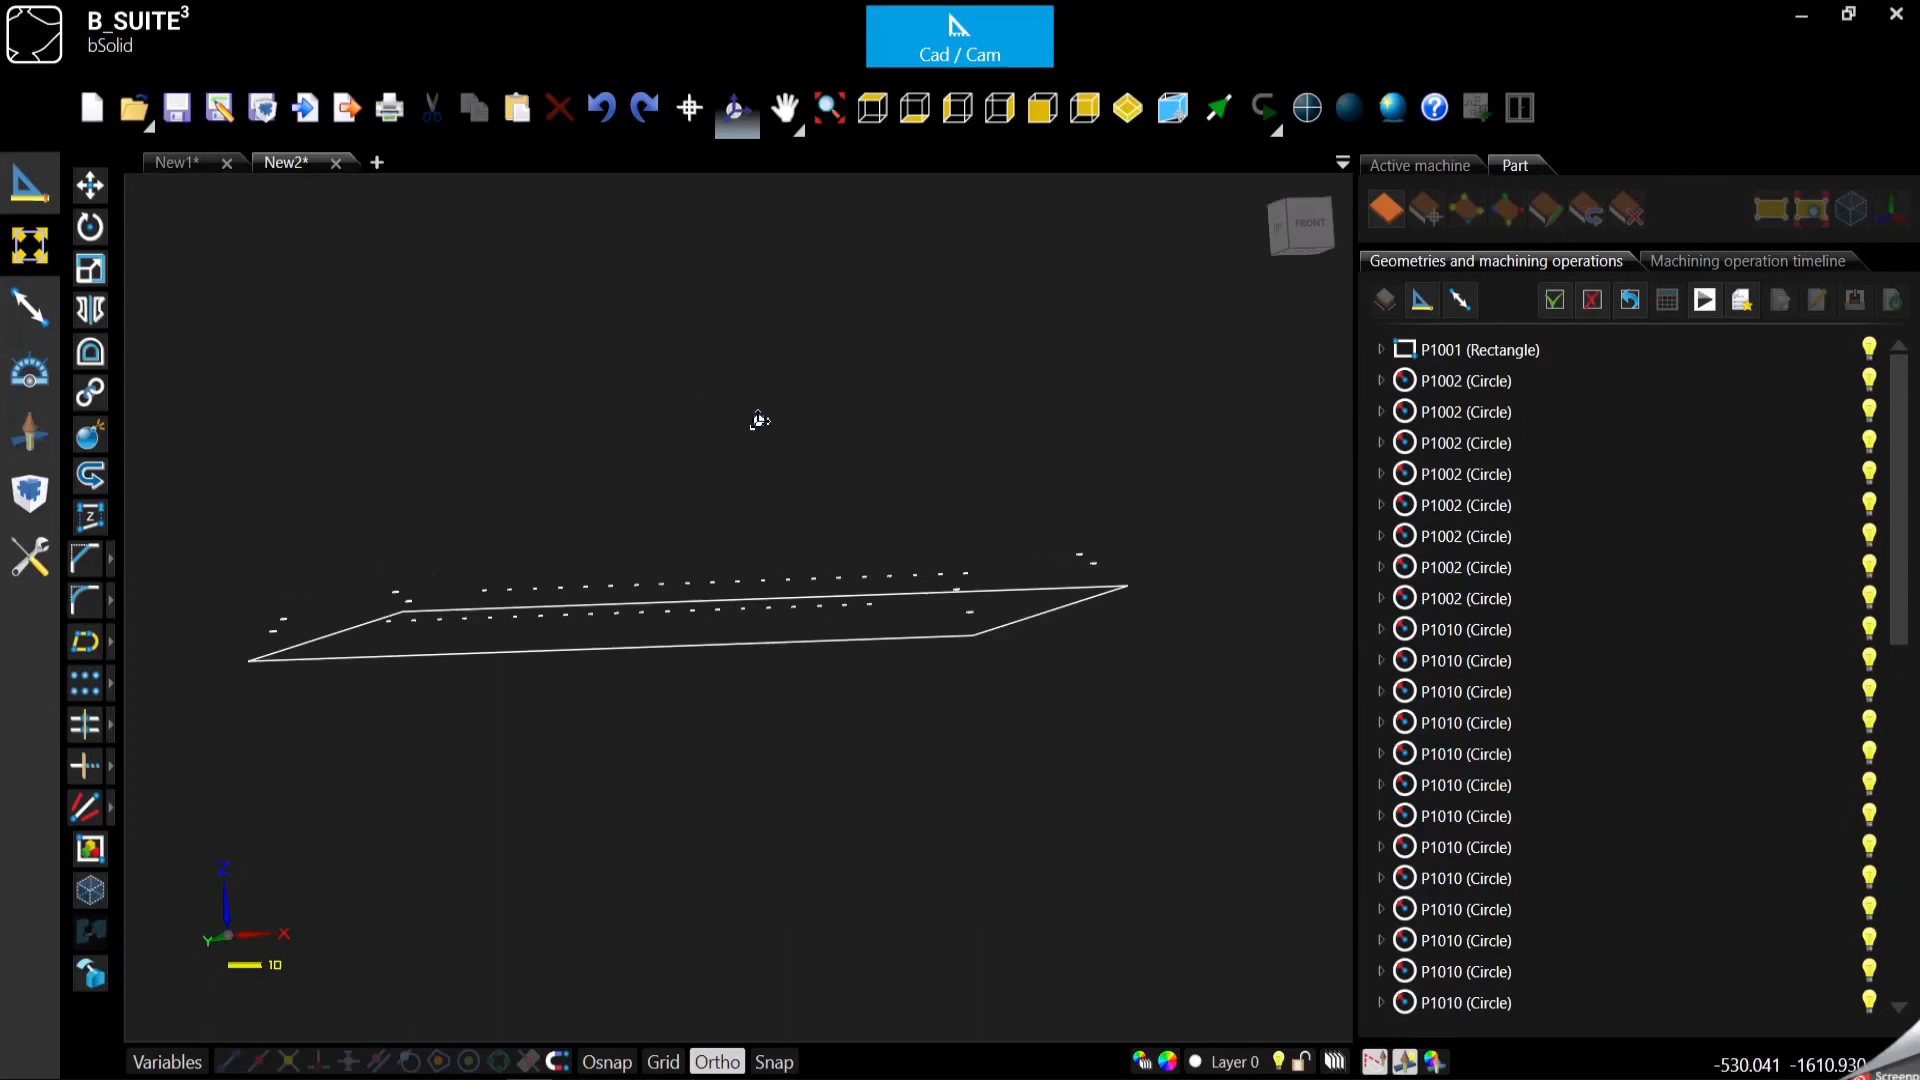 B_SUITE³
bSolid
Cad / Cam
New1*
New2*
Active machine
Part
FRONT
Geometries and machining operations
Machining operation timeline
P1001 (Rectangle)
P1002 (Circle)
P1002 (Circle)
P1002 (Circle)
P1002 (Circle)
P1002 (Circle)
P1002 (Circle)
P1002 (Circle)
P1002 (Circle)
P1010 (Circle)
P1010 (Circle)
P1010 (Circle)
P1010 (Circle)
P1010 (Circle)
P1010 (Circle)
P1010 (Circle)
P1010 (Circle)
P1010 (Circle)
P1010 (Circle)
P1010 (Circle)
P1010 (Circle)
P1010 (Circle)
Z
Y
X
10
Variables
Osnap
Grid
Ortho
Snap
Layer 0
-530.041 -1610.930